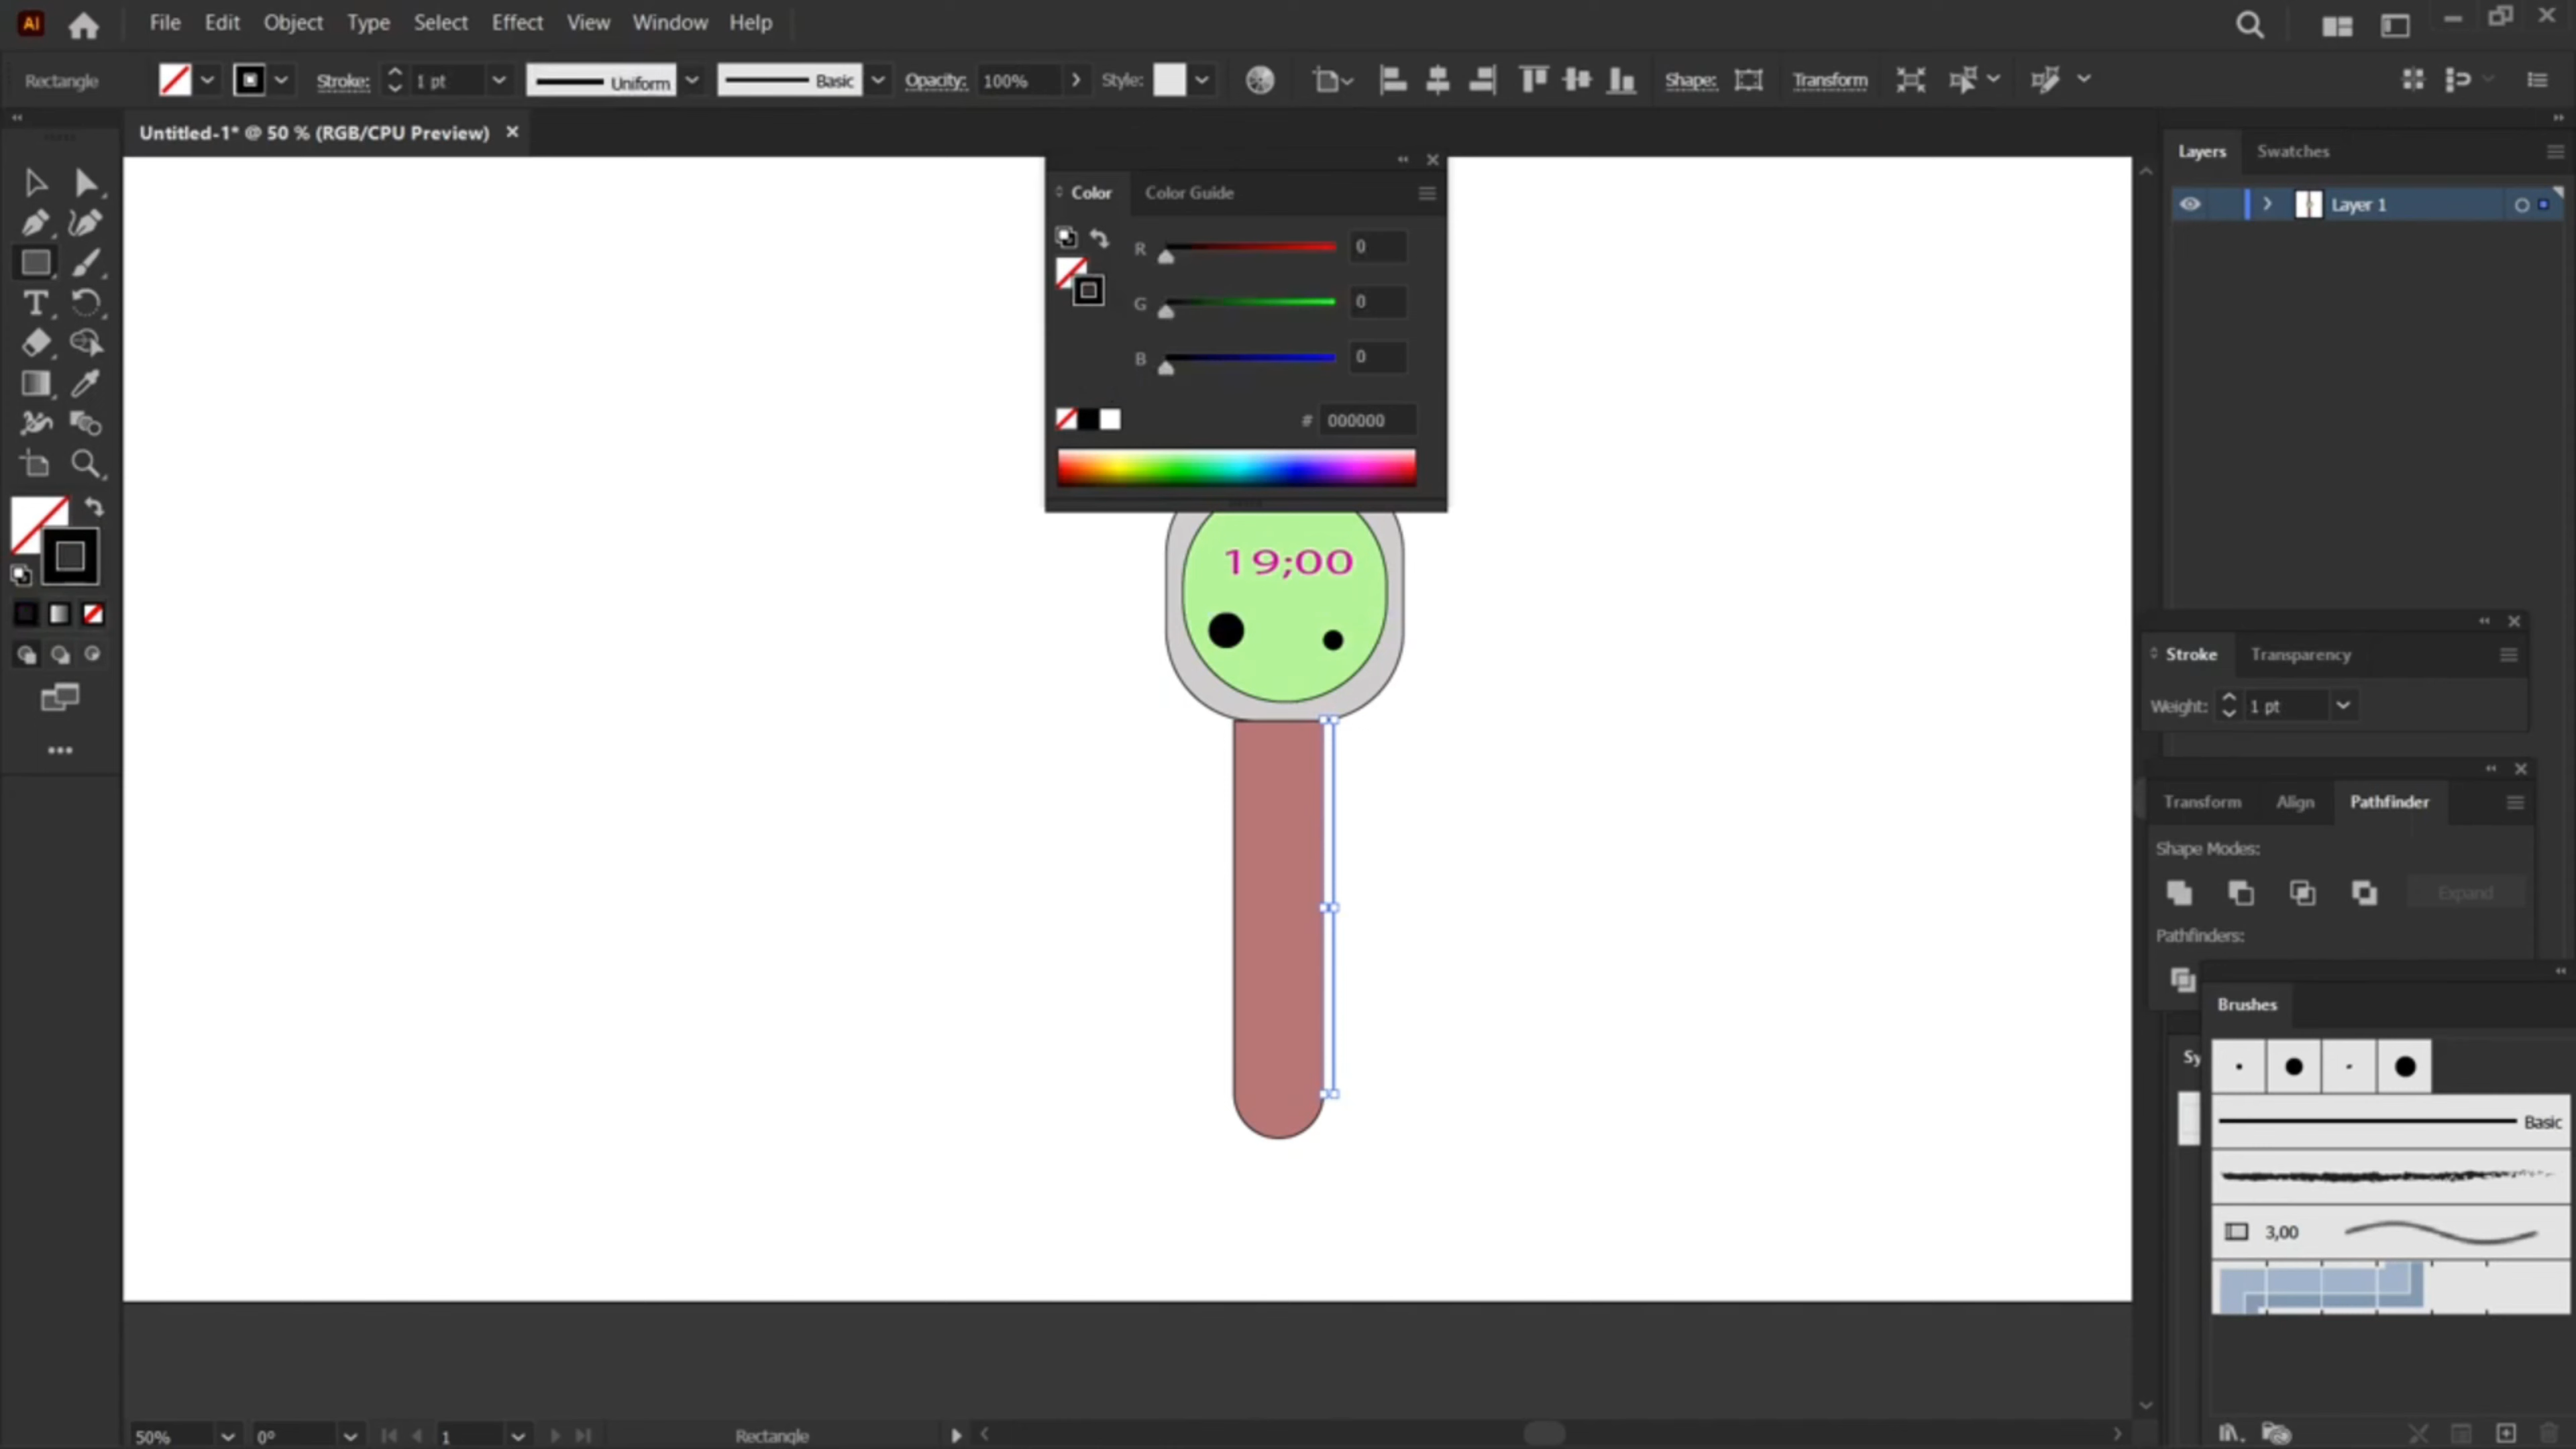 Ai File Edit Object Type Select Effect View Window Help
Rectangle Stroke: 1 pt Uniform Basic Opacity: 100% Style: Shape: Transform
Untitled-1* @ 50 % (RGB/CPU Preview)
Layers Swatches
Layer 1
Color Color Guide
R 0
G 0
B 0
# 000000
T
19;00
Stroke Transparency
Weight: 1 pt
Transform Align Pathfinder
Shape Modes:
Expand
Pathfinders:
Brushes
Sy
Basic
3,00
50% 0° 1 Rectangle